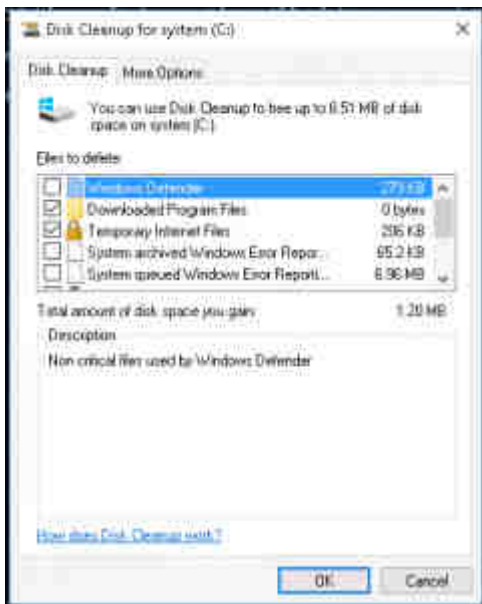 Disk Cleanup for system (C:)
Disk Cleanup
More Options
You can use Disk Cleanup to free up to 8.51 MB of disk
space on system (C:).
Files to delete:
Windows Defender 273 KB
Downloaded Program Files 0 bytes
Temporary Internet Files 296 KB
System archived Windows Error Repor... 65.2 KB
System queued Windows Error Reporti... 6.96 MB
Total amount of disk space you gain: 1.20 MB
Description
Non critical files used by Windows Defender
How does Disk Cleanup work?
OK
Cancel